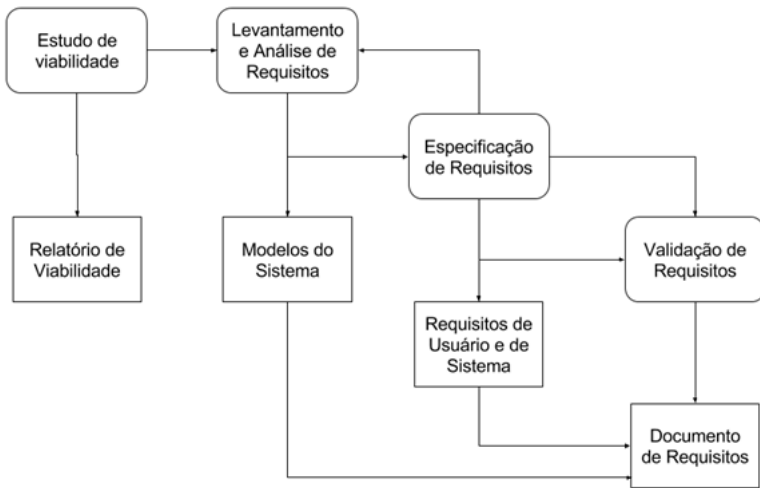 Estudo de
viabilidade
Levantamento
e Análise de
Requisitos
Especificação
de Requisitos
Relatório de
Viabilidade
Modelos do
Sistema
Validação de
Requisitos
Requisitos de
Usuário e de
Sistema
Documento
de Requisitos